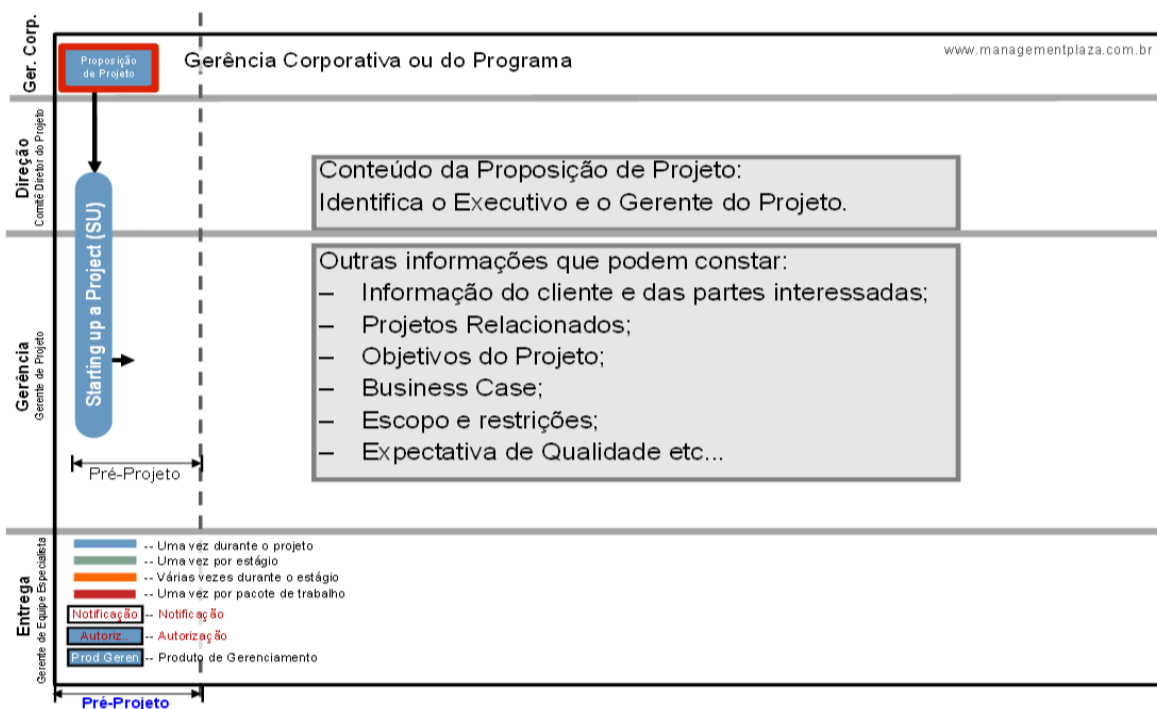 Ger. Corp.
Proposição
de Projeto
Gerência Corporativa ou do Programa
www.managementplaza.com.br
Direção
Comitê Diretor do Projeto
Conteúdo da Proposição de Projeto:
Identifica o Executivo e o Gerente do Projeto.
Gerência
Gerente de Projeto
Starting up a Project (SU)
Outras informações que podem constar:
– Informação do cliente e das partes interessadas;
– Projetos Relacionados;
– Objetivos do Projeto;
– Business Case;
– Escopo e restrições;
– Expectativa de Qualidade etc...
Pré-Projeto
Entrega
Gerente de Equipe Especialista
-- Uma vez durante o projeto
-- Uma vez por estágio
-- Várias vezes durante o estágio
-- Uma vez por pacote de trabalho
Notificação -- Notificação
Autoriz.. -- Autorização
Prod Geren -- Produto de Gerenciamento
Pré-Projeto